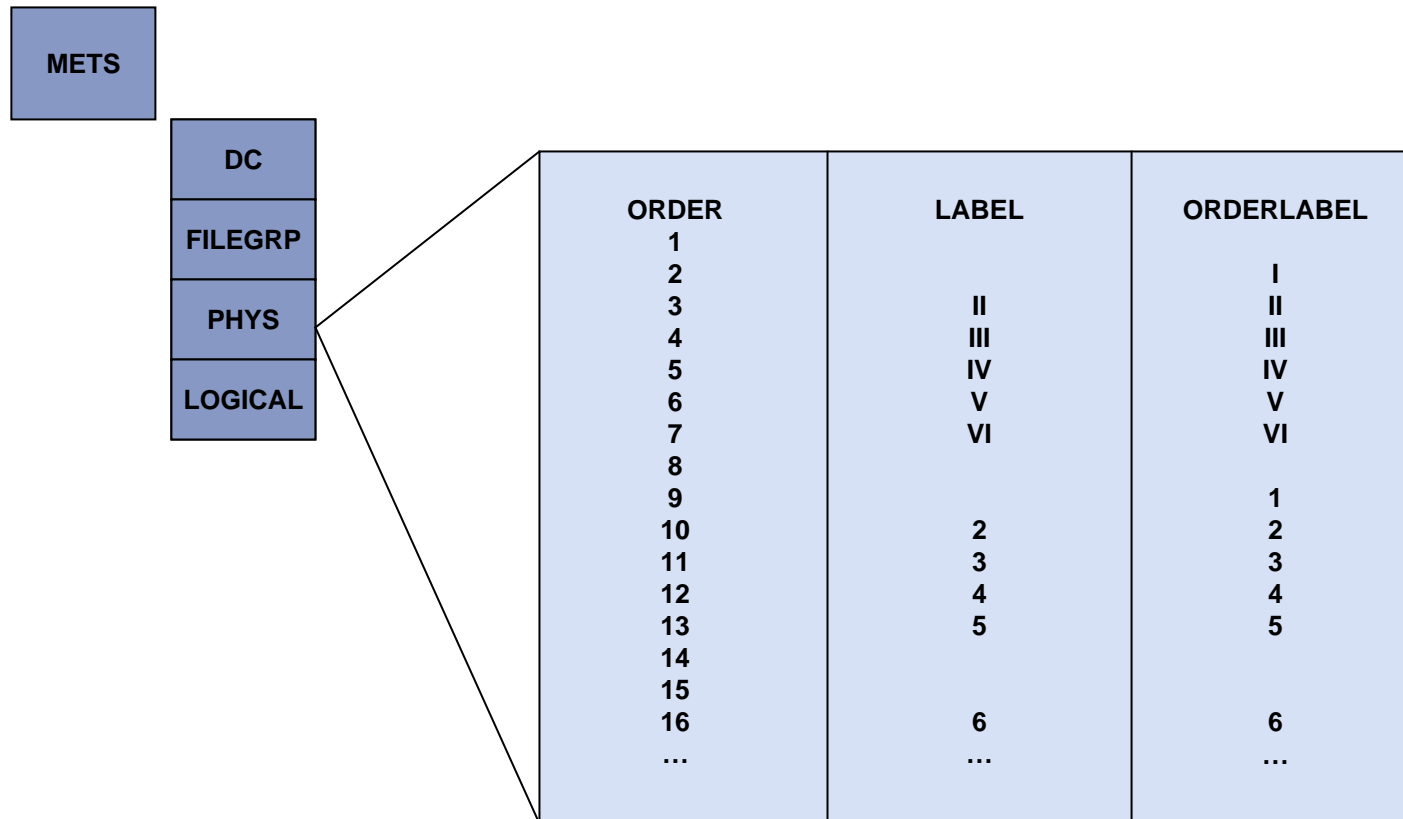 METS
DC
FILEGRP
PHYS
LOGICAL
ORDER LABEL ORDERLABEL
1
2 I
3 II II
4 III III
5 IV IV
6 V V
7 VI VI
8
9 1
10 2 2
11 3 3
12 4 4
13 5 5
14
15
16 6 6
... ... ...